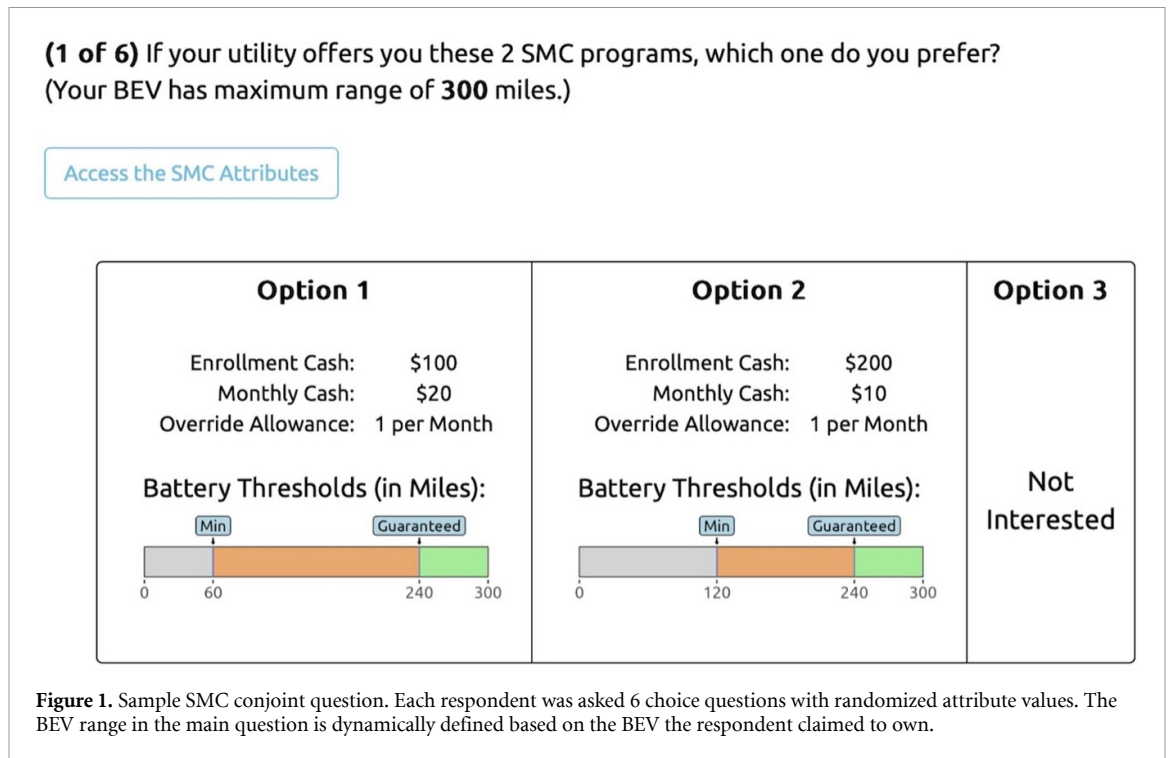 (1 of 6) If your utility offers you these 2 SMC programs, which one do you prefer?
(Your BEV has maximum range of 300 miles.)
Access the SMC Attributes
Option 1
Enrollment Cash: $100
Monthly Cash: $20
Override Allowance: 1 per Month
Battery Thresholds (in Miles):
Min Guaranteed
0 60 240 300
Option 2
Enrollment Cash: $200
Monthly Cash: $10
Override Allowance: 1 per Month
Battery Thresholds (in Miles):
Min Guaranteed
0 120 240 300
Option 3
Not
Interested
Figure 1. Sample SMC conjoint question. Each respondent was asked 6 choice questions with randomized attribute values. The
BEV range in the main question is dynamically defined based on the BEV the respondent claimed to own.